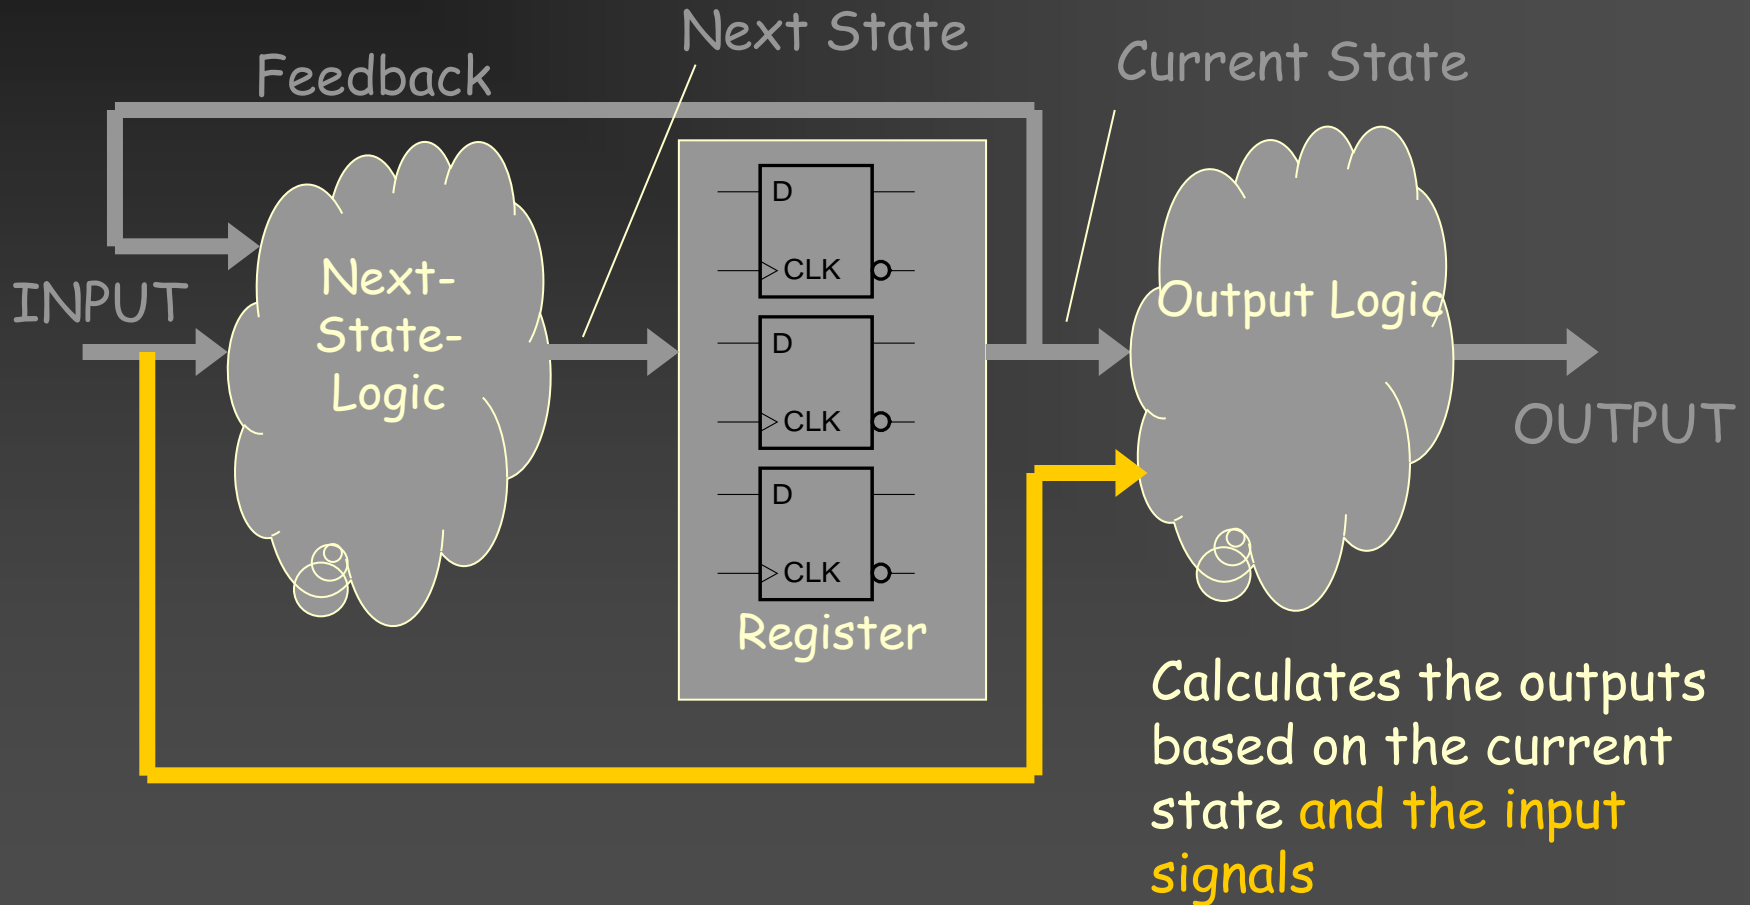 Next State
Current State
Feedback
INPUT
Next-
State-
Logic
D
CLK
D
CLK
D
CLK
Register
Output Logic
OUTPUT
Calculates the outputs
based on the current
state and the input
signals